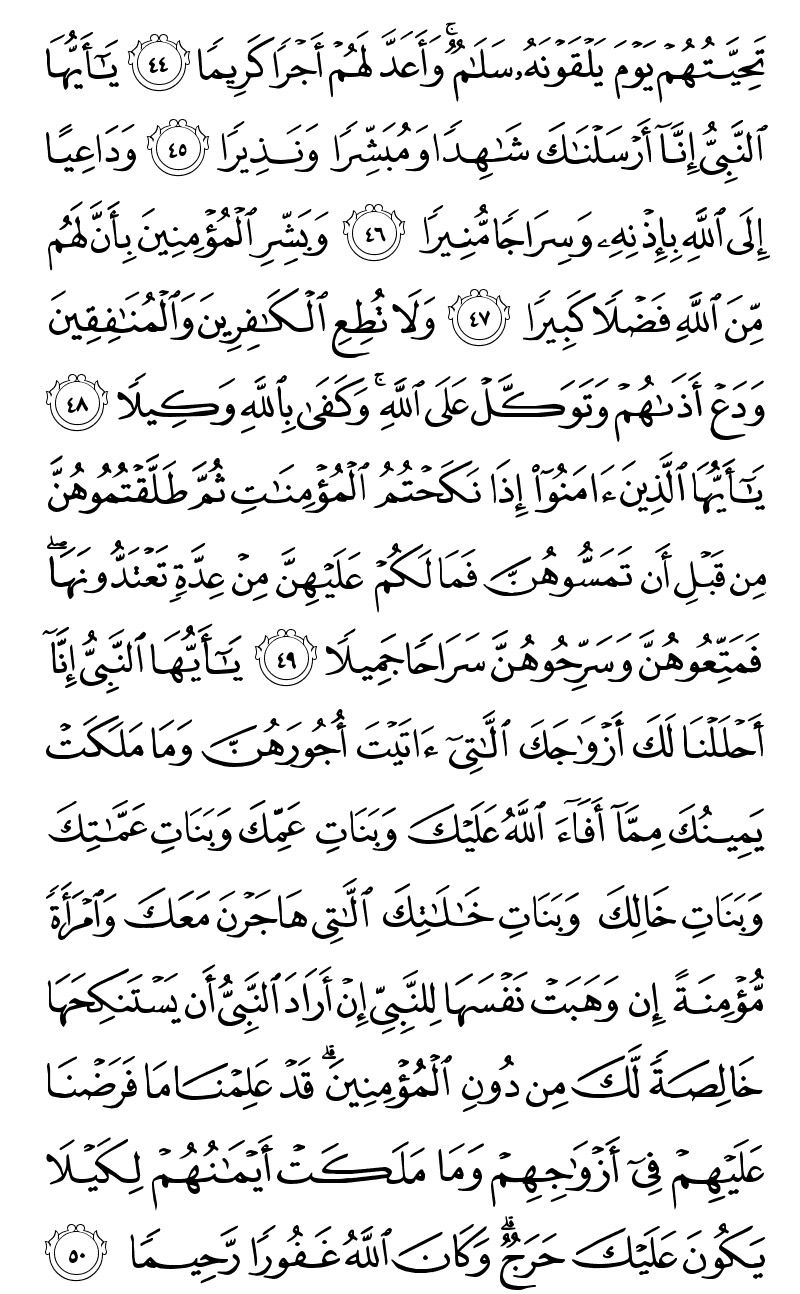 تَحِيَّتُهُمْ يَوْمَ يَلْقَوْنَهُۥ سَلَٰمٌۚ وَأَعَدَّ لَهُمْ أَجْرًا كَرِيمًا ٤٤ يَٰٓأَيُّهَا
ٱلنَّبِىُّ إِنَّآ أَرْسَلْنَٰكَ شَٰهِدًا وَمُبَشِّرًا وَنَذِيرًا ٤٥ وَدَاعِيًا
إِلَى ٱللَّهِ بِإِذْنِهِۦ وَسِرَاجًا مُّنِيرًا ٤٦ وَبَشِّرِ ٱلْمُؤْمِنِينَ بِأَنَّ لَهُم
مِّنَ ٱللَّهِ فَضْلًا كَبِيرًا ٤٧ وَلَا تُطِعِ ٱلْكَٰفِرِينَ وَٱلْمُنَٰفِقِينَ
وَدَعْ أَذَىٰهُمْ وَتَوَكَّلْ عَلَى ٱللَّهِۚ وَكَفَىٰ بِٱللَّهِ وَكِيلًا ٤٨
يَٰٓأَيُّهَا ٱلَّذِينَ ءَامَنُوٓا۟ إِذَا نَكَحْتُمُ ٱلْمُؤْمِنَٰتِ ثُمَّ طَلَّقْتُمُوهُنَّ
مِن قَبْلِ أَن تَمَسُّوهُنَّ فَمَا لَكُمْ عَلَيْهِنَّ مِنْ عِدَّةٍ تَعْتَدُّونَهَاۖ
فَمَتِّعُوهُنَّ وَسَرِّحُوهُنَّ سَرَاحًا جَمِيلًا ٤٩ يَٰٓأَيُّهَا ٱلنَّبِىُّ إِنَّآ
أَحْلَلْنَا لَكَ أَزْوَٰجَكَ ٱلَّٰتِىٓ ءَاتَيْتَ أُجُورَهُنَّ وَمَا مَلَكَتْ
يَمِينُكَ مِمَّآ أَفَآءَ ٱللَّهُ عَلَيْكَ وَبَنَاتِ عَمِّكَ وَبَنَاتِ عَمَّٰتِكَ
وَبَنَاتِ خَالِكَ وَبَنَاتِ خَٰلَٰتِكَ ٱلَّٰتِى هَاجَرْنَ مَعَكَ وَٱمْرَأَةً
مُّؤْمِنَةً إِن وَهَبَتْ نَفْسَهَا لِلنَّبِىِّ إِنْ أَرَادَ ٱلنَّبِىُّ أَن يَسْتَنكِحَهَا
خَالِصَةً لَّكَ مِن دُونِ ٱلْمُؤْمِنِينَۗ قَدْ عَلِمْنَا مَا فَرَضْنَا
عَلَيْهِمْ فِىٓ أَزْوَٰجِهِمْ وَمَا مَلَكَتْ أَيْمَٰنُهُمْ لِكَيْلَا
يَكُونَ عَلَيْكَ حَرَجٌۗ وَكَانَ ٱللَّهُ غَفُورًا رَّحِيمًا ٥٠